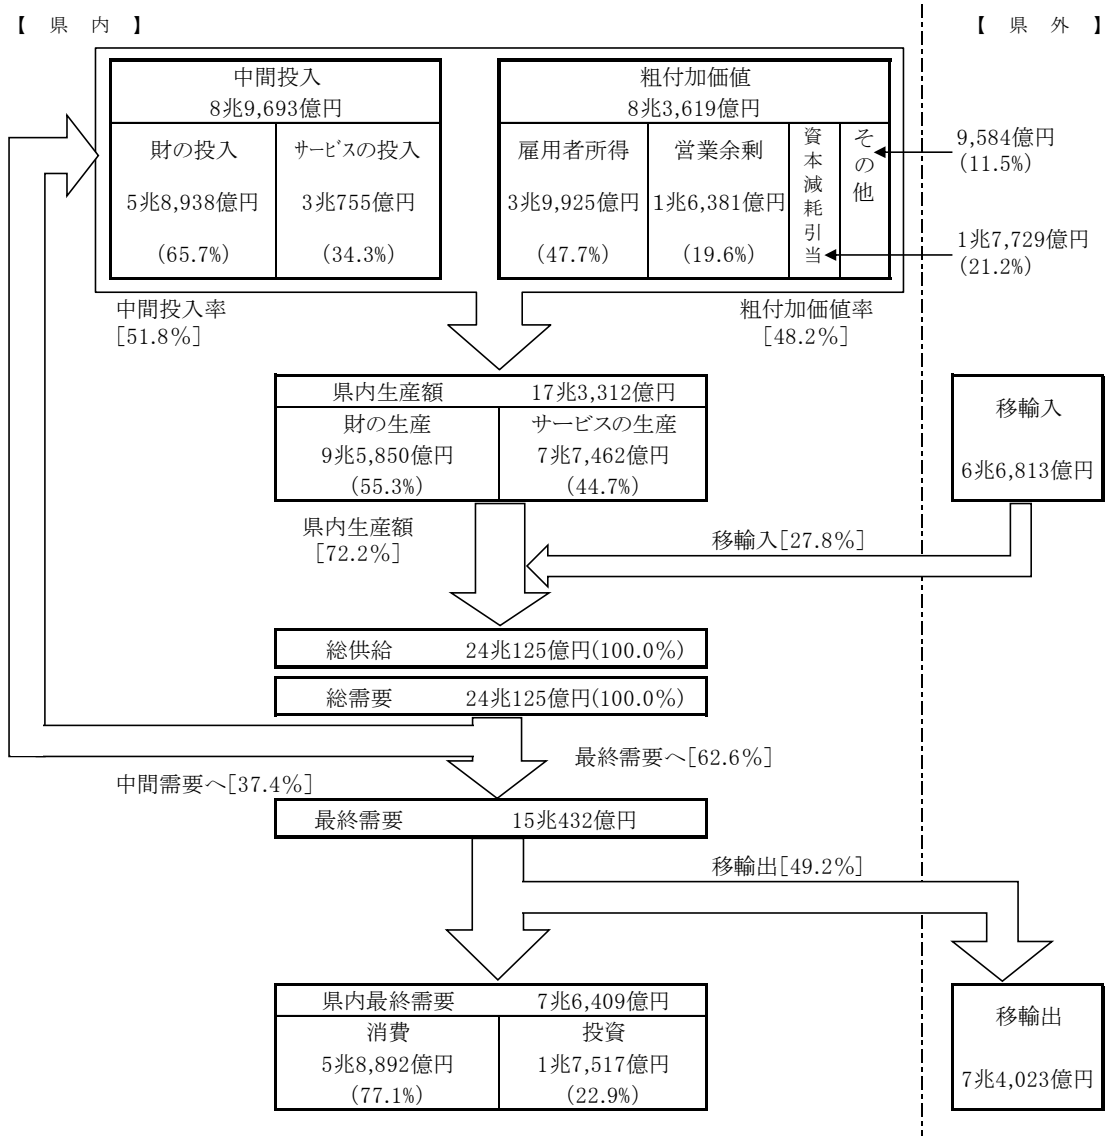 【 県 内 】
【 県 外 】
中間投入
8兆9,693億円
財の投入
5兆8,938億円
(65.7%)
サービスの投入
3兆755億円
(34.3%)
粗付加価値
8兆3,619億円
雇用者所得
3兆9,925億円
(47.7%)
営業余剰
1兆6,381億円
(19.6%)
資本減耗引当
その他
9,584億円
(11.5%)
1兆7,729億円
(21.2%)
中間投入率
[51.8%]
粗付加価値率
[48.2%]
県内生産額 17兆3,312億円
財の生産
9兆5,850億円
(55.3%)
サービスの生産
7兆7,462億円
(44.7%)
移輸入
6兆6,813億円
県内生産額
[72.2%]
移輸入[27.8%]
総供給 24兆125億円(100.0%)
総需要 24兆125億円(100.0%)
最終需要へ[62.6%]
中間需要へ[37.4%]
最終需要 15兆432億円
移輸出[49.2%]
県内最終需要 7兆6,409億円
消費
5兆8,892億円
(77.1%)
投資
1兆7,517億円
(22.9%)
移輸出
7兆4,023億円